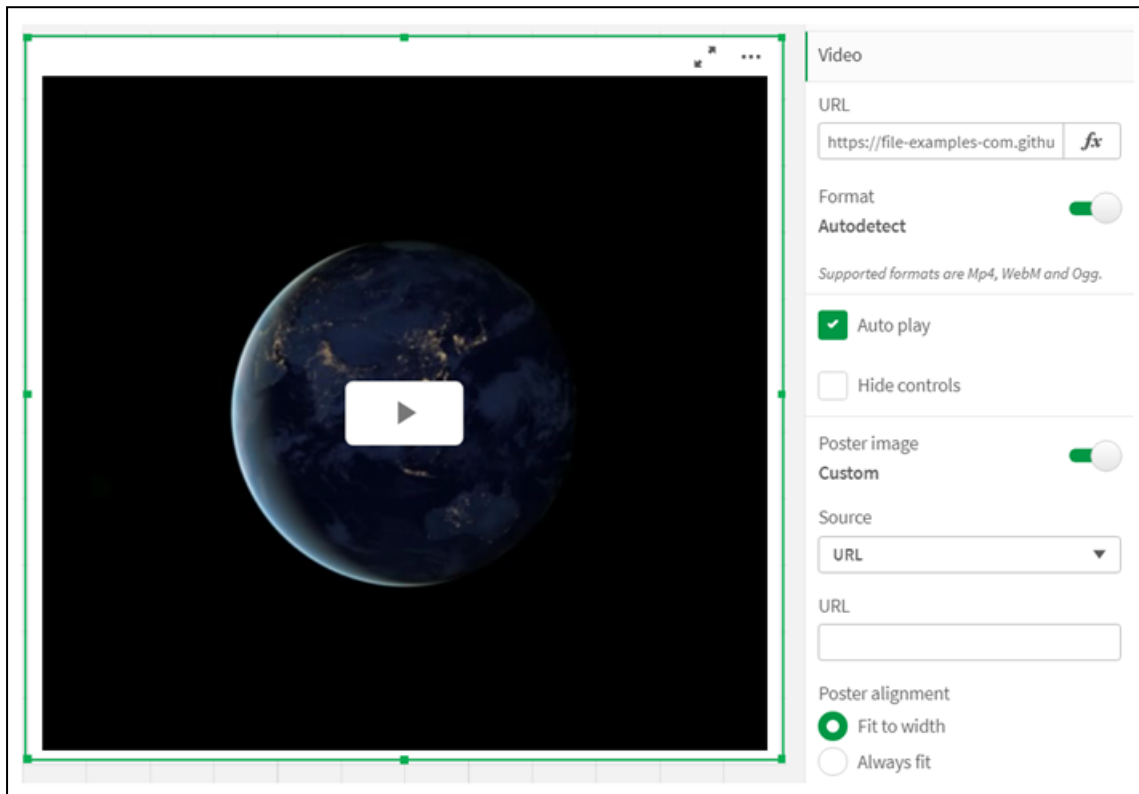 Video
URL
https://file-examples-com.githu fx
Format
Autodetect
Supported formats are Mp4, WebM and Ogg.
Auto play
Hide controls
Poster image
Custom
Source
URL
URL
Poster alignment
Fit to width
Always fit